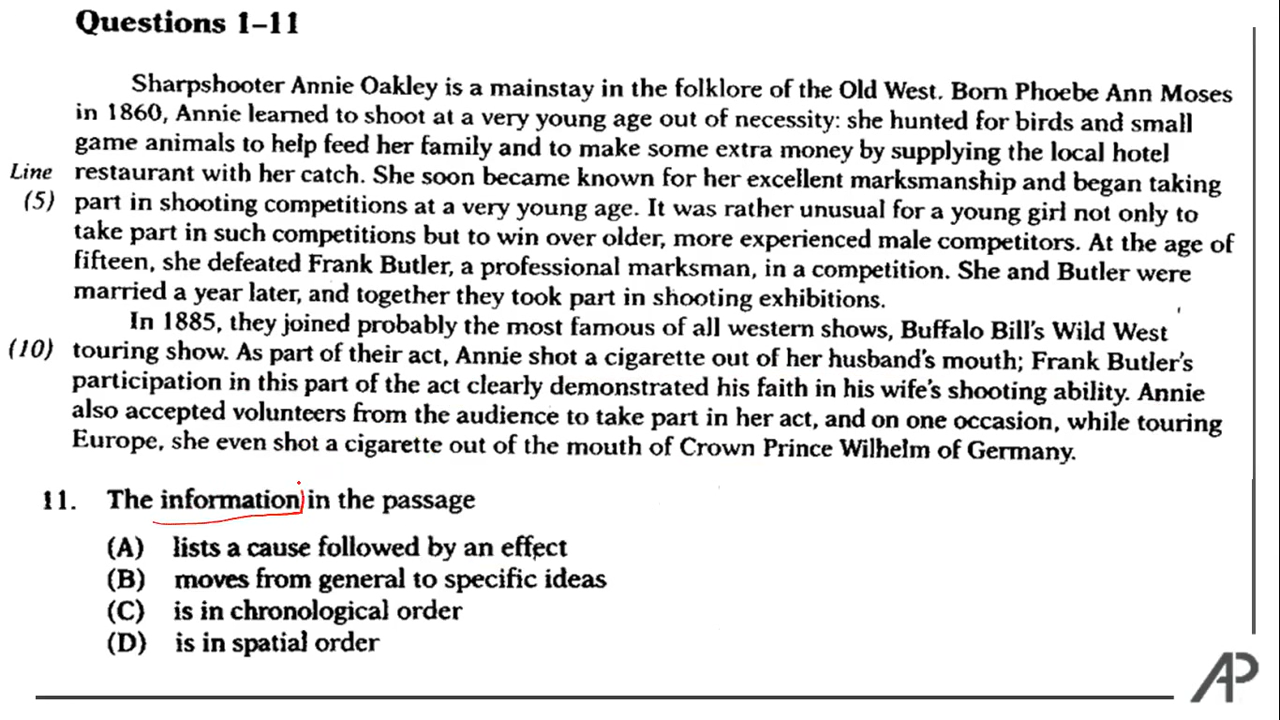 Questions 1–11
Sharpshooter Annie Oakley is a mainstay in the folklore of the Old West. Born Phoebe Ann Moses
in 1860, Annie learned to shoot at a very young age out of necessity: she hunted for birds and small
game animals to help feed her family and to make some extra money by supplying the local hotel
Line restaurant with her catch. She soon became known for her excellent marksmanship and began taking
(5) part in shooting competitions at a very young age. It was rather unusual for a young girl not only to
take part in such competitions but to win over older, more experienced male competitors. At the age of
fifteen, she defeated Frank Butler, a professional marksman, in a competition. She and Butler were
married a year later, and together they took part in shooting exhibitions.
In 1885, they joined probably the most famous of all western shows, Buffalo Bill's Wild West
(10) touring show. As part of their act, Annie shot a cigarette out of her husband's mouth; Frank Butler's
participation in this part of the act clearly demonstrated his faith in his wife's shooting ability. Annie
also accepted volunteers from the audience to take part in her act, and on one occasion, while touring
Europe, she even shot a cigarette out of the mouth of Crown Prince Wilhelm of Germany.
11. The information in the passage
(A) lists a cause followed by an effect
(B) moves from general to specific ideas
(C) is in chronological order
(D) is in spatial order
AP